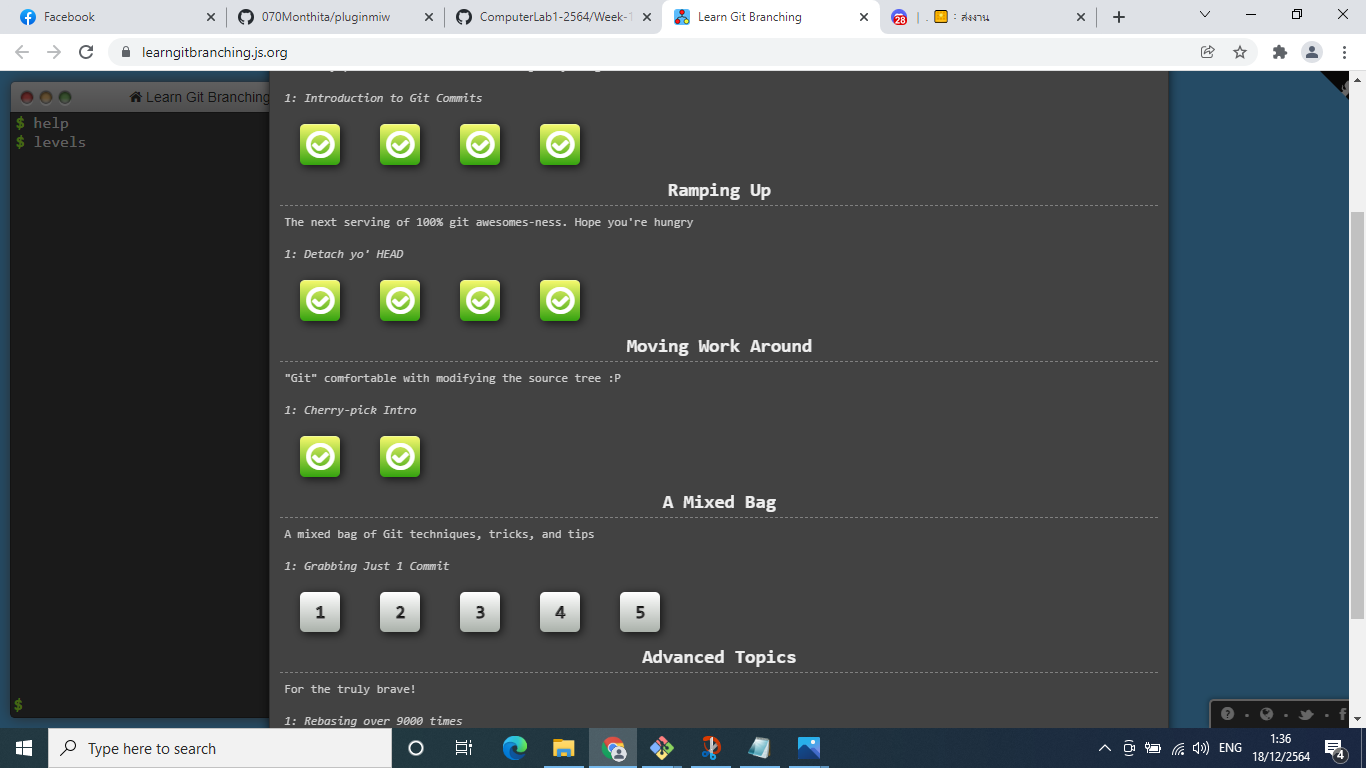 Facebook
070Monthita/pluginmiw
ComputerLab1-2564/Week-1
Learn Git Branching
28
| . : ส่งงาน
learngitbranching.js.org
Learn Git Branching
$ help
$ levels
$
1: Introduction to Git Commits
Ramping Up
The next serving of 100% git awesomes-ness. Hope you're hungry
1: Detach yo' HEAD
Moving Work Around
"Git" comfortable with modifying the source tree :P
1: Cherry-pick Intro
A Mixed Bag
A mixed bag of Git techniques, tricks, and tips
1: Grabbing Just 1 Commit
1 2 3 4 5
Advanced Topics
For the truly brave!
1: Rebasing over 9000 times
Type here to search
ENG
1:36
18/12/2564
4